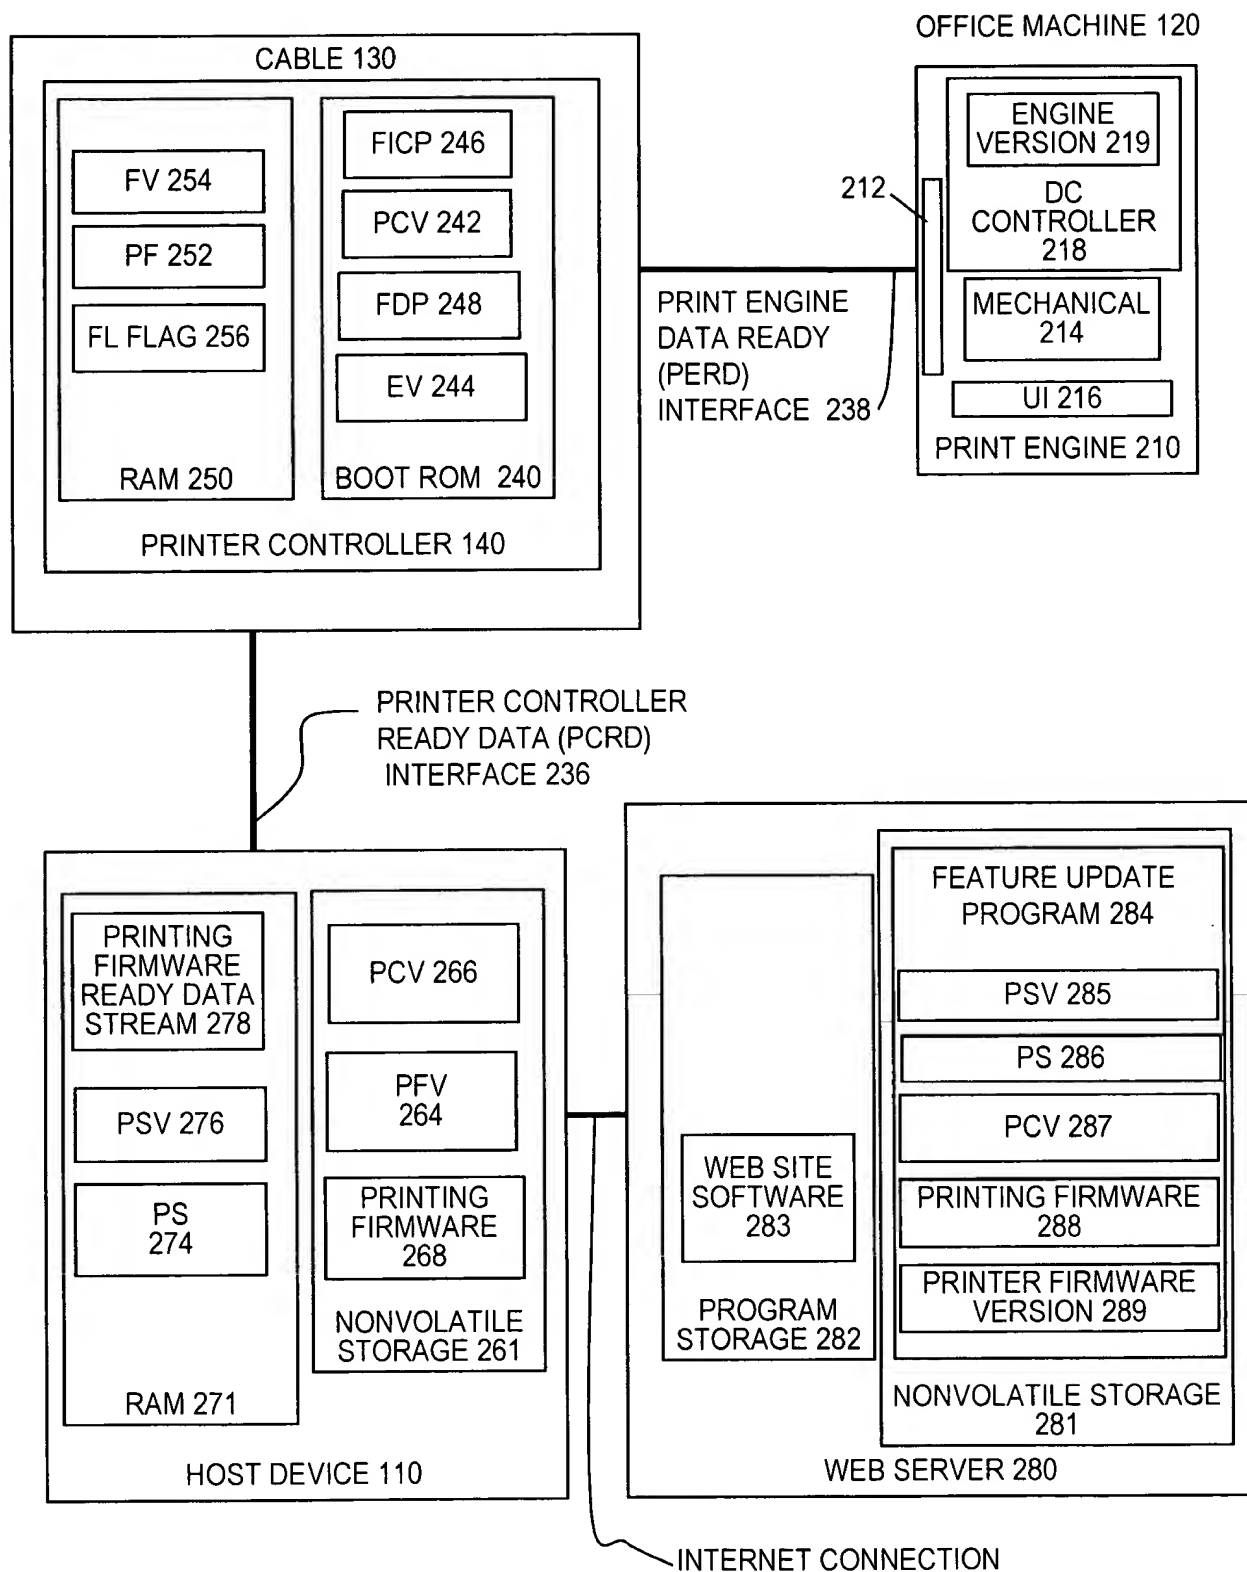 OFFICE MACHINE 120
CABLE 130
FV 254
PF 252
FL FLAG 256
RAM 250
FICP 246
PCV 242
FDP 248
EV 244
BOOT ROM 240
PRINTER CONTROLLER 140
ENGINE
VERSION 219
212
DC
CONTROLLER
218
MECHANICAL
214
UI 216
PRINT ENGINE 210
PRINT ENGINE
DATA READY
(PERD)
INTERFACE 238
PRINTER CONTROLLER
READY DATA (PCRD)
INTERFACE 236
PRINTING
FIRMWARE
READY DATA
STREAM 278
PSV 276
PS
274
RAM 271
PCV 266
PFV
264
PRINTING
FIRMWARE
268
NONVOLATILE
STORAGE 261
HOST DEVICE 110
WEB SITE
SOFTWARE
283
PROGRAM
STORAGE 282
FEATURE UPDATE
PROGRAM 284
PSV 285
PS 286
PCV 287
PRINTING FIRMWARE
288
PRINTER FIRMWARE
VERSION 289
NONVOLATILE STORAGE
281
WEB SERVER 280
INTERNET CONNECTION